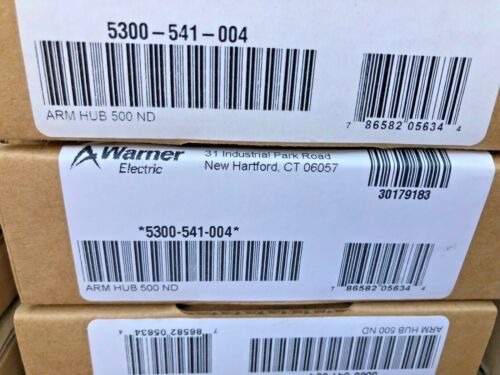 5300-541-004
ARM HUB 500 ND
7 86582 05634 4
Warner
Electric
31 Industrial Park Road
New Hartford, CT 06057
30179183
*5300-541-004*
ARM HUB 500 ND
7 86582 05634 4
7 86582 05634 4
ARM HUB 500 ND